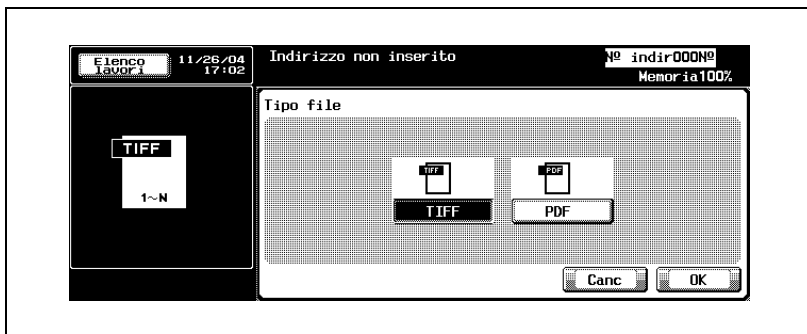 Elenco lavori
11/26/04
17:02
Indirizzo non inserito
Nº indir000Nº
Memoria100%
TIFF
1~N
Tipo file
TIFF
PDF
TIFF
PDF
Canc
OK